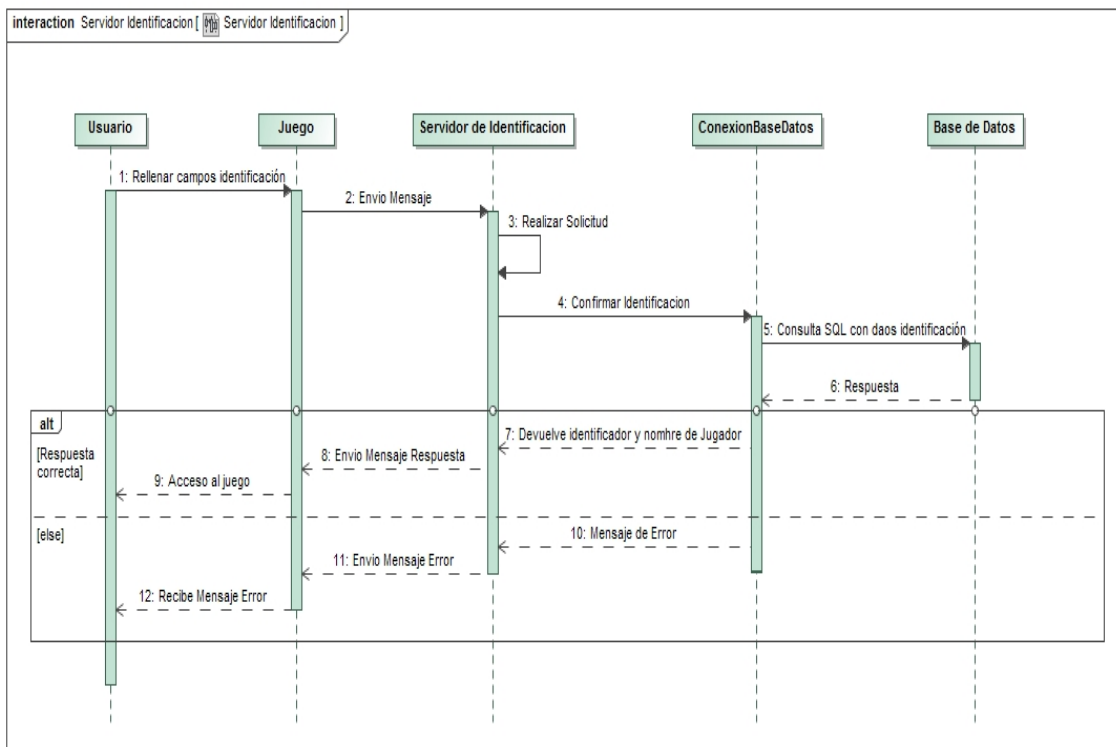 interaction Servidor Identificacion [ Servidor Identificacion ]
Usuario
Juego
Servidor de Identificacion
ConexionBaseDatos
Base de Datos
1: Rellenar campos identificación
2: Envio Mensaje
3: Realizar Solicitud
4: Confirmar Identificacion
5: Consulta SQL con daos identificación
6: Respuesta
alt
[Respuesta
correcta]
7: Devuelve identificador y nombre de Jugador
8: Envio Mensaje Respuesta
9: Acceso al juego
[else]
10: Mensaje de Error
11: Envio Mensaje Error
12: Recibe Mensaje Error